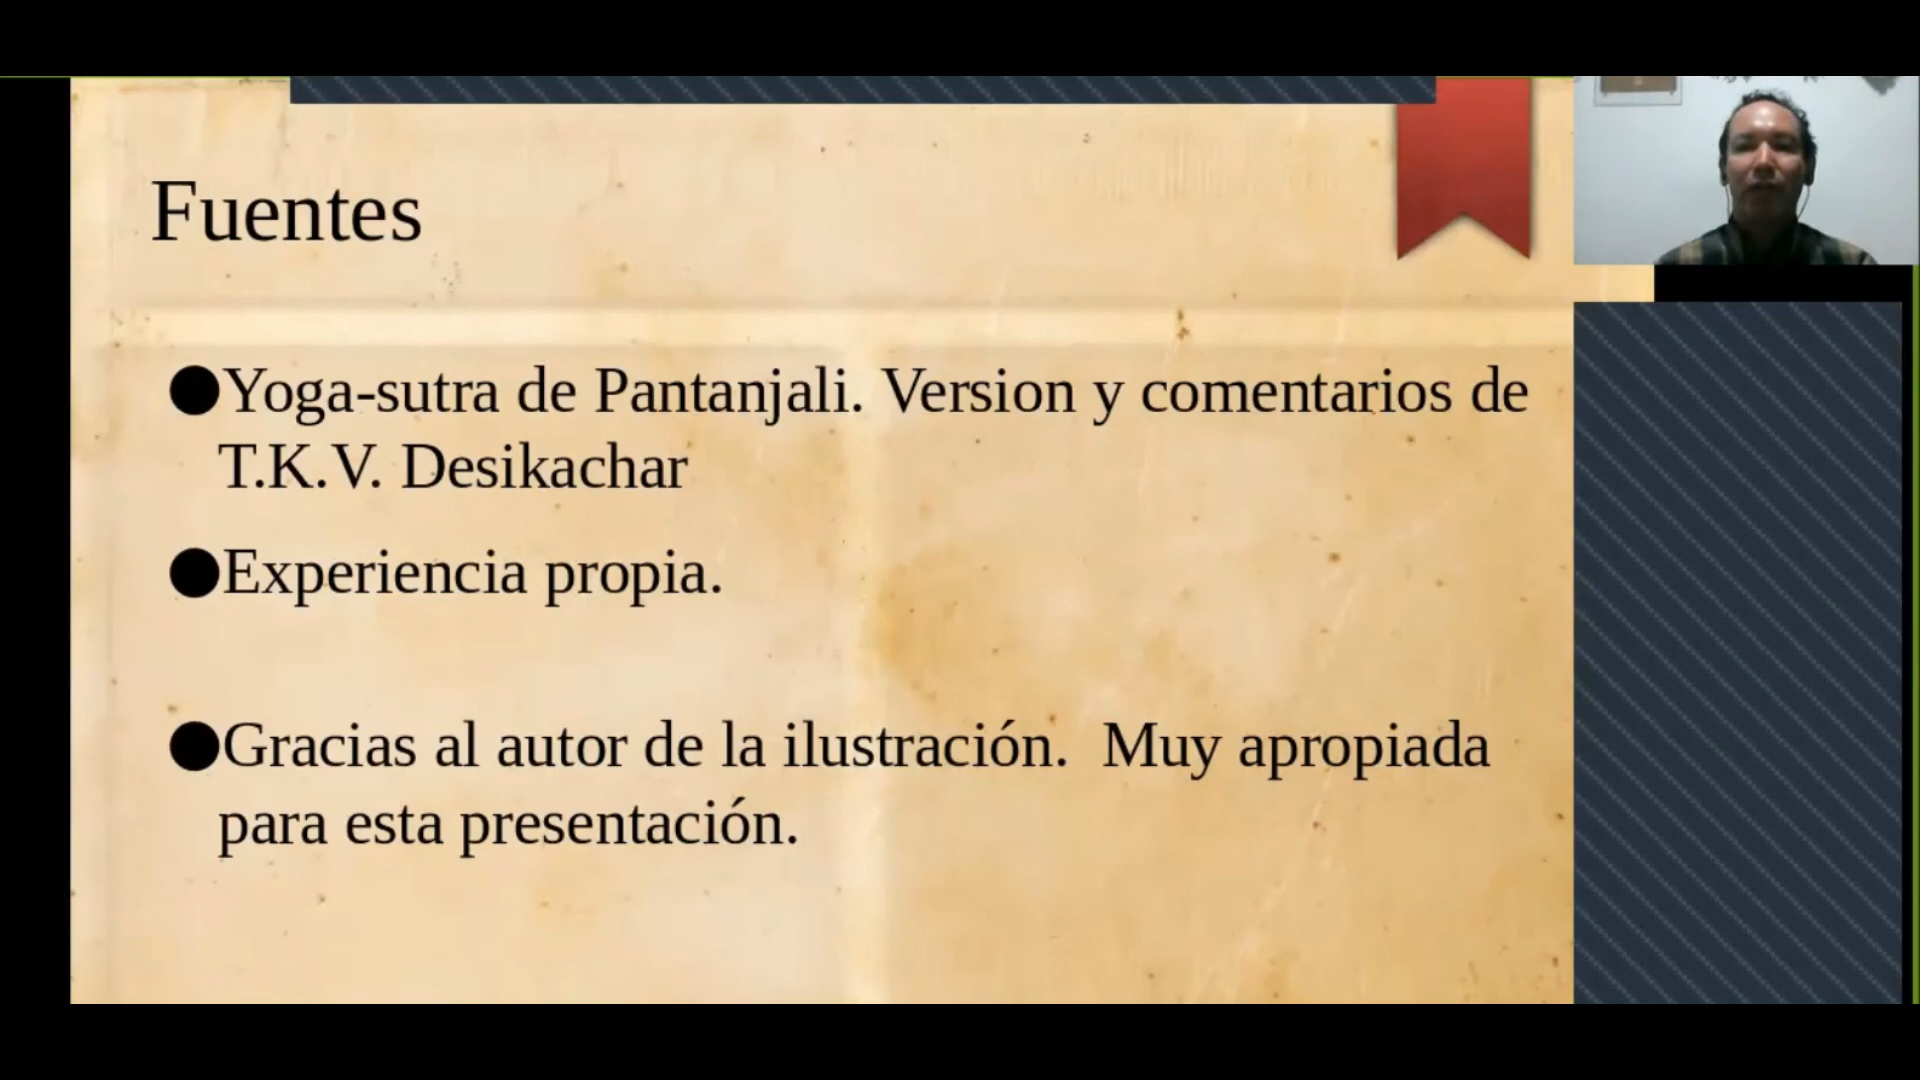 Fuentes
●Yoga-sutra de Pantanjali. Version y comentarios de
T.K.V. Desikachar
●Experiencia propia.
●Gracias al autor de la ilustración.  Muy apropiada
para esta presentación.